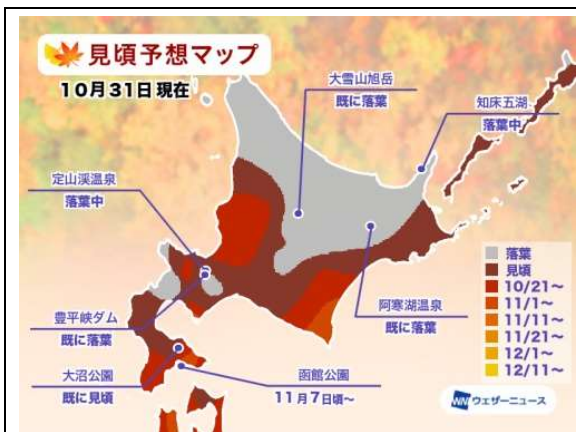 見頃予想マップ
10月31日現在
大雪山旭岳
既に落葉
知床五湖
落葉中
定山渓温泉
落葉中
豊平峡ダム
既に落葉
阿寒湖温泉
既に落葉
大沼公園
既に見頃
函館公園
11月7日頃～
落葉
見頃
10/21～
11/1～
11/11～
11/21～
12/1～
12/11～
WN ウェザーニュース